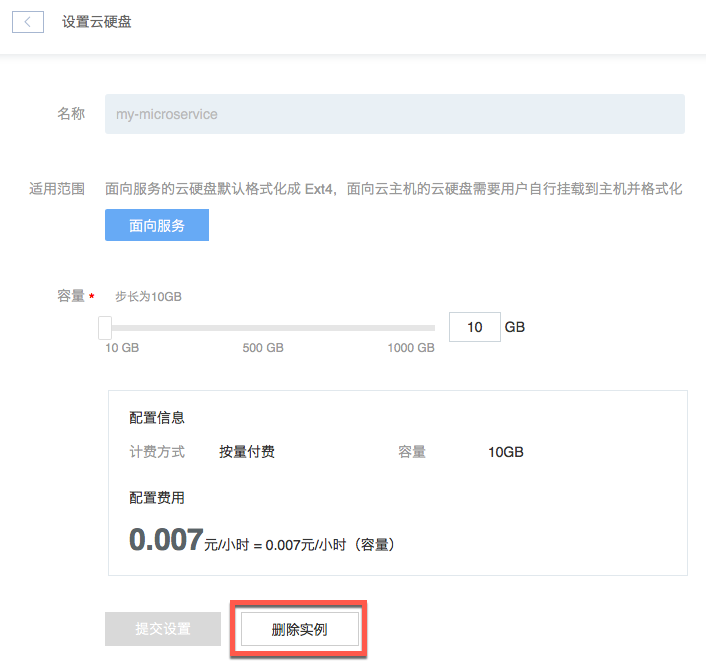 设置云硬盘
名称 my-microservice
适用范围 面向服务的云硬盘默认格式化成 Ext4，面向云主机的云硬盘需要用户自行挂载到主机并格式化
面向服务
容量 * 步长为10GB
10 GB
10 GB 500 GB 1000 GB
配置信息
计费方式 按量付费 容量 10GB
配置费用
0.007元/小时 = 0.007元/小时（容量）
提交设置 删除实例